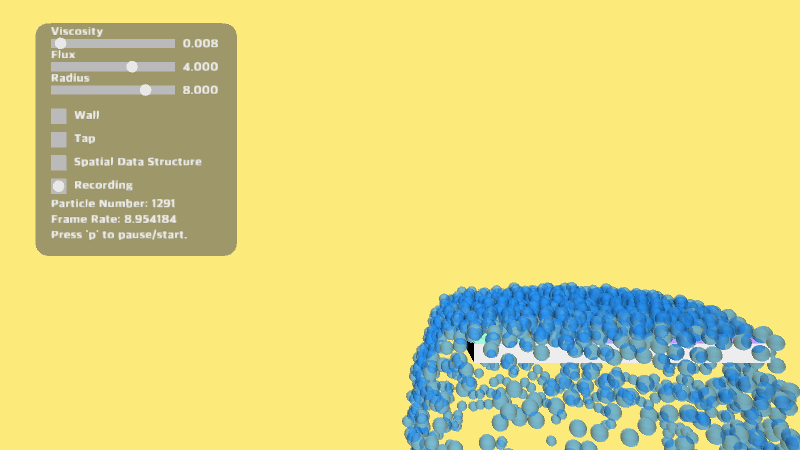 Viscosity
0.008
Flux
4.000
Radius
8.000
Wall
Tap
Spatial Data Structure
Recording
Particle Number: 1291
Frame Rate: 8.954184
Press 'p' to pause/start.